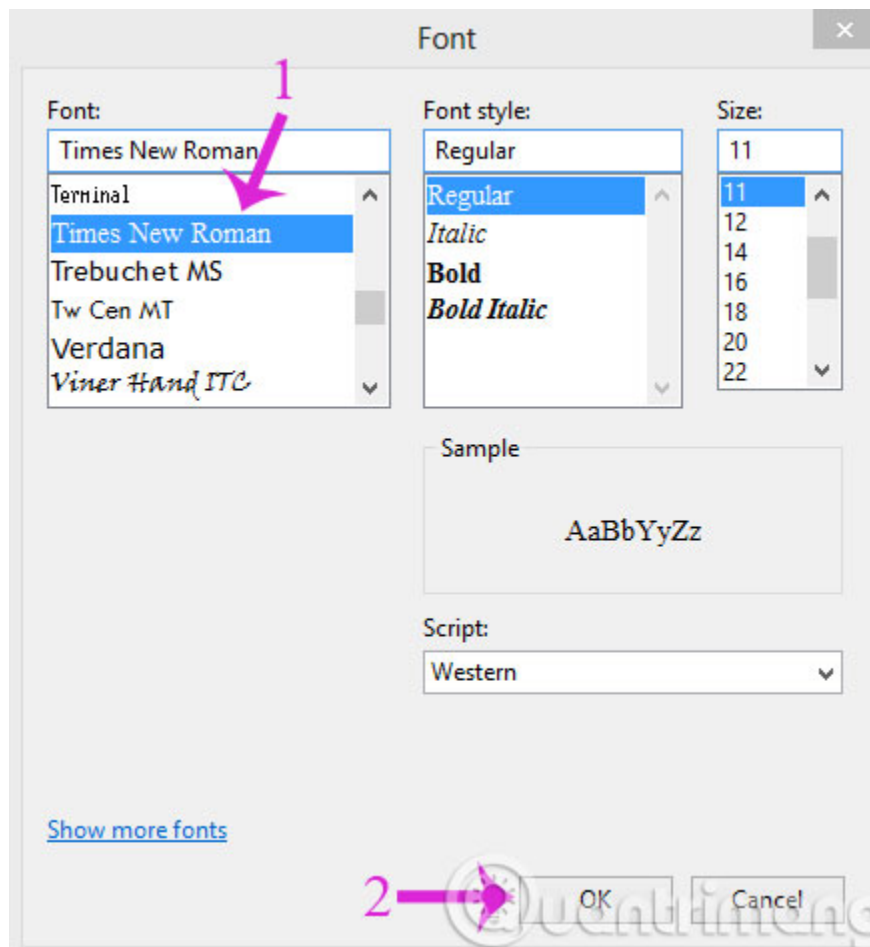 Font
1
Font: Font style: Size:
Times New Roman Regular 11
Terminal Regular 11
Times New Roman Italic 12
Trebuchet MS Bold 14
Tw Cen MT Bold Italic 16
Verdana 18
Viner Hand ITC 20
22
Sample
AaBbYyZz
Script:
Western
Show more fonts
2 OK Cancel
uantrimang